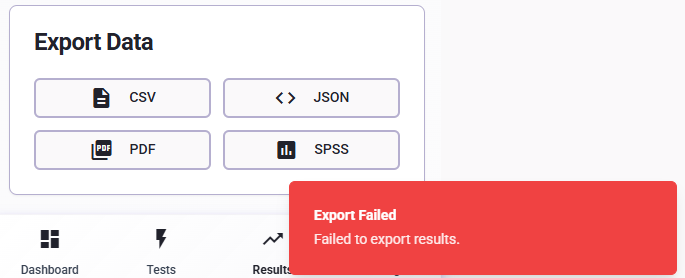 Export Data
CSV
JSON
PDF
PDF
SPSS
Export Failed
Failed to export results.
Dashboard
Tests
Results